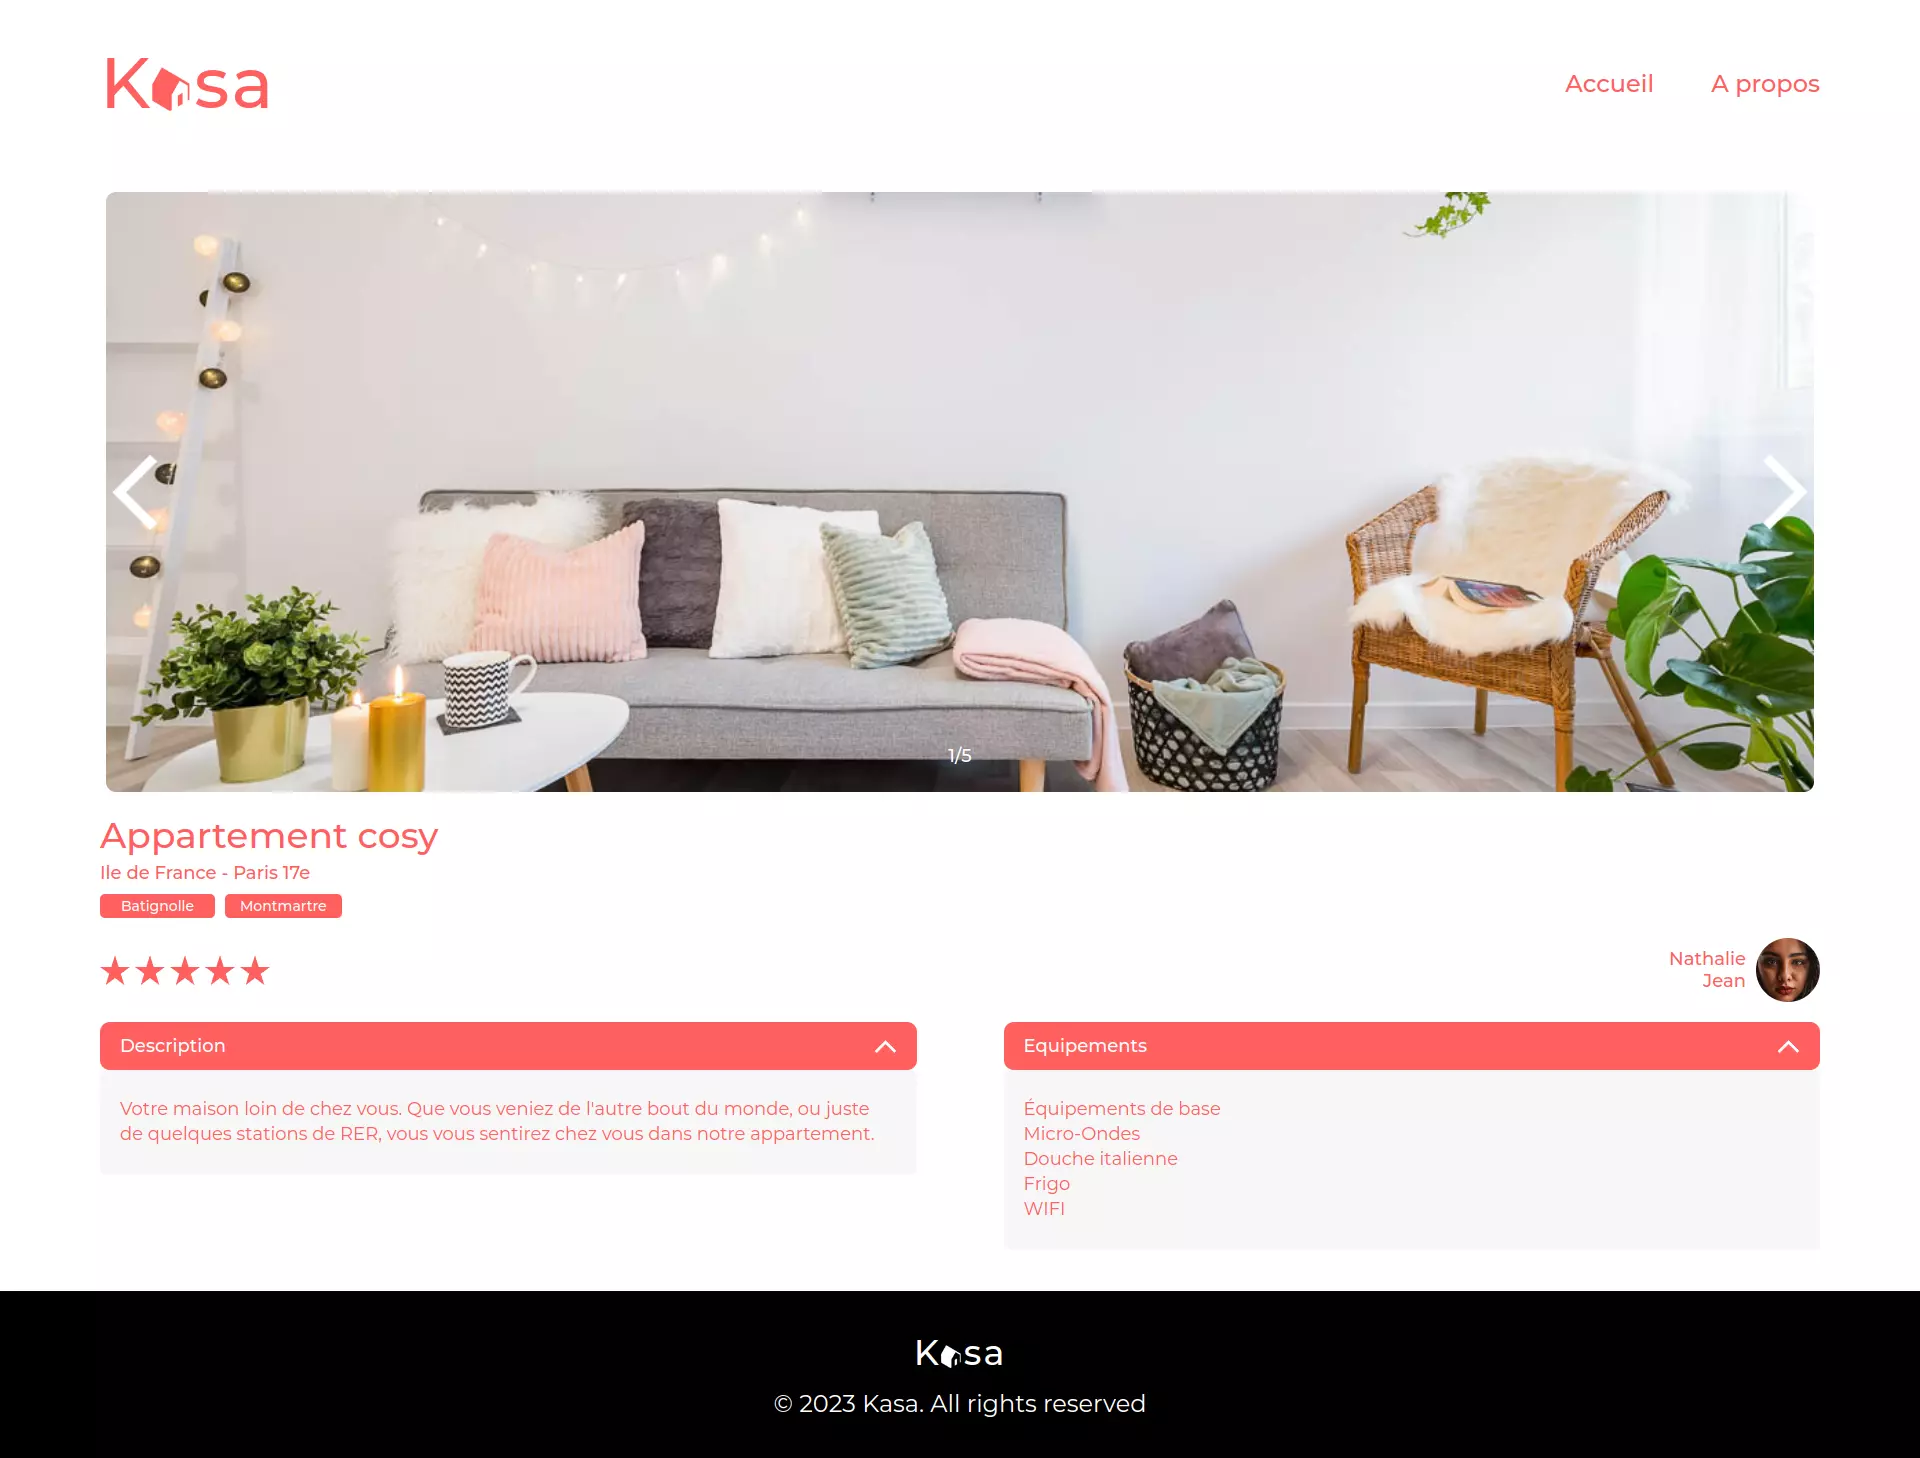 Kasa
Accueil
A propos
1/5
Appartement cosy
Ile de France - Paris 17e
Batignolle
Montmartre
Nathalie
Jean
Description
Votre maison loin de chez vous. Que vous veniez de l'autre bout du monde, ou juste
de quelques stations de RER, vous vous sentirez chez vous dans notre appartement.
Equipements
Équipements de base
Micro-Ondes
Douche italienne
Frigo
WIFI
Kasa
© 2023 Kasa. All rights reserved